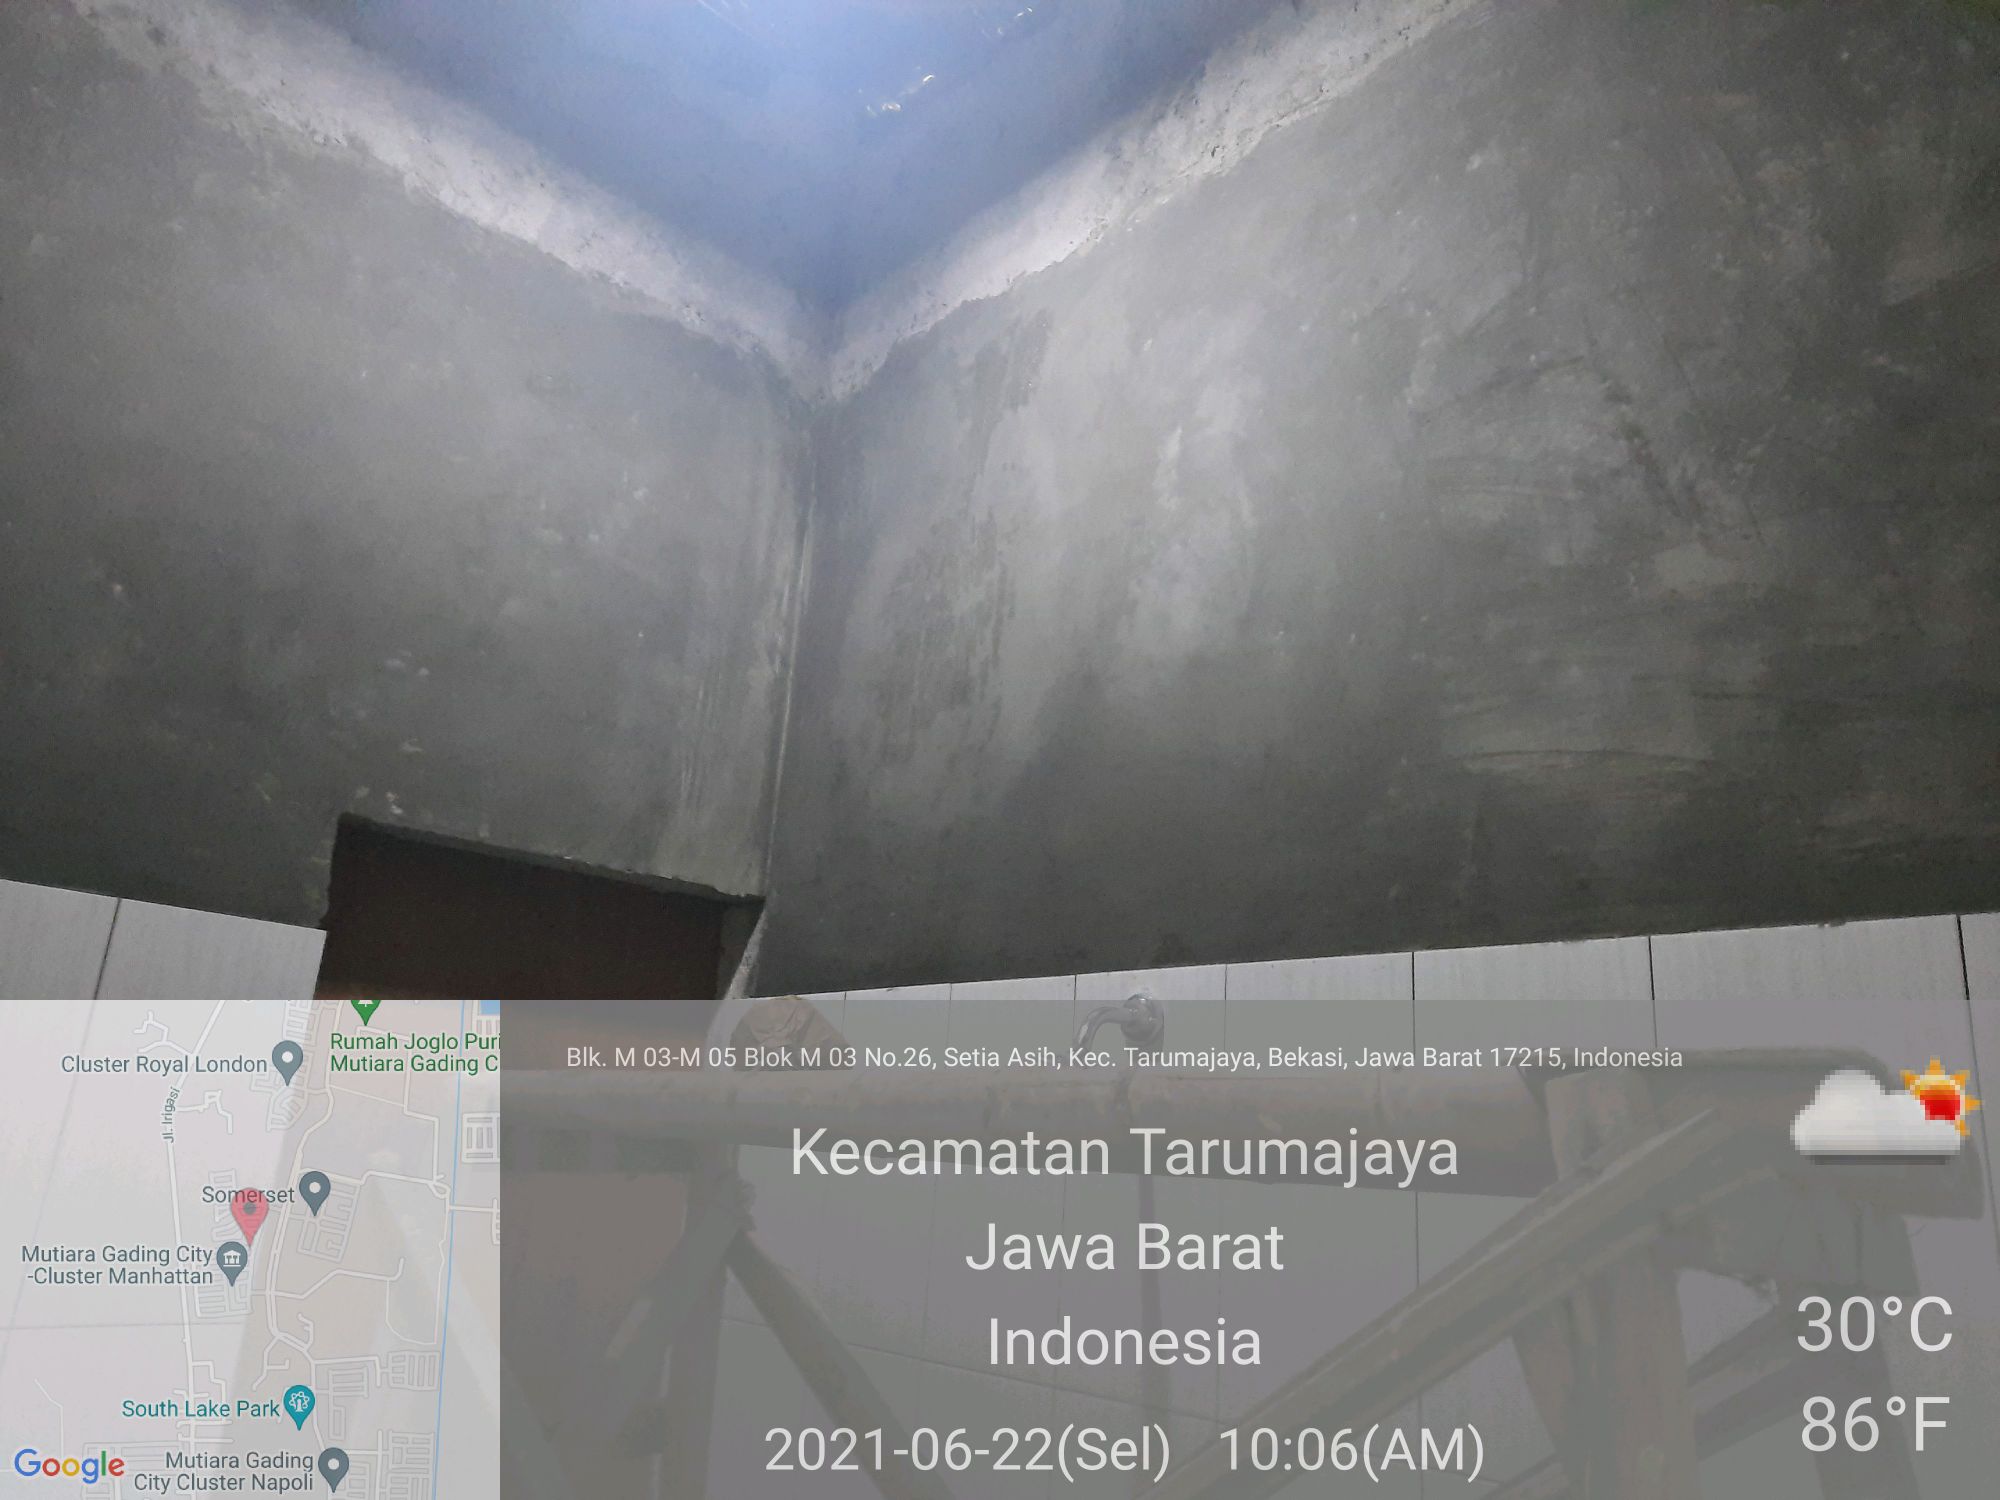 Blk. M 03-M 05 Blok M 03 No.26, Setia Asih, Kec. Tarumajaya, Bekasi, Jawa Barat 17215, Indonesia
Kecamatan Tarumajaya
Jawa Barat
Indonesia
2021-06-22(Sel) 10:06(AM)
30°C
86°F
Rumah Joglo Puri
Mutiara Gading C
Cluster Royal London
Jl. Irigasi
Somerset
Mutiara Gading City
-Cluster Manhattan
South Lake Park
Mutiara Gading
City Cluster Napoli
Google